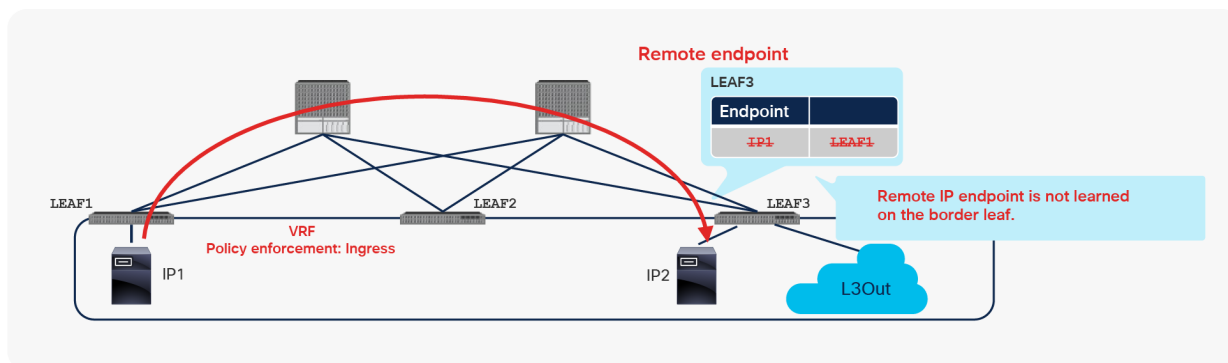 Remote endpoint
LEAF3
Endpoint
IP1 LEAF1
Remote IP endpoint is not learned
on the border leaf.
LEAF1
LEAF2
LEAF3
VRF
Policy enforcement: Ingress
IP1
IP2
L3Out